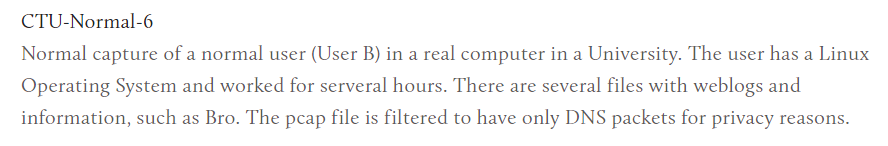 CTU-Normal-6
Normal capture of a normal user (User B) in a real computer in a University. The user has a Linux
Operating System and worked for serveral hours. There are several files with weblogs and
information, such as Bro. The pcap file is filtered to have only DNS packets for privacy reasons.